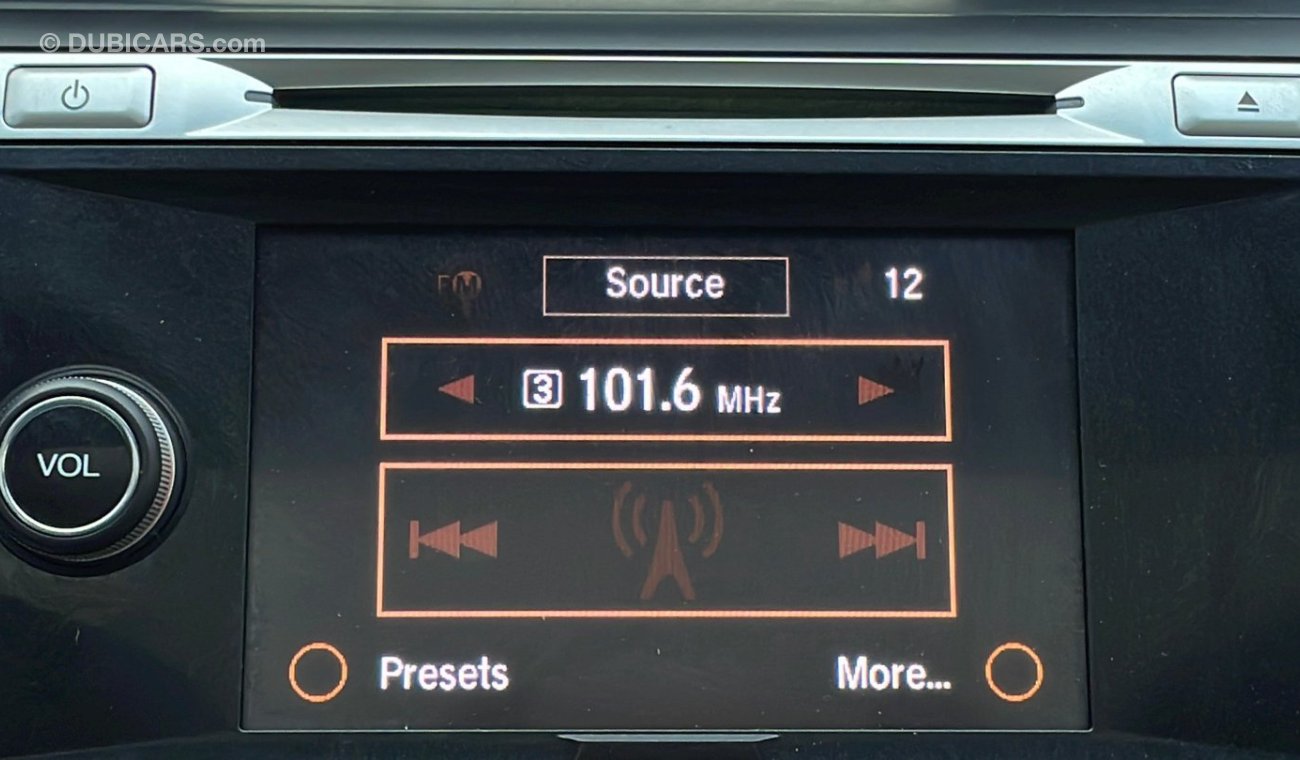 © DUBICARS.com
FM Source 12
3 101.6 MHz
VOL
Presets More...